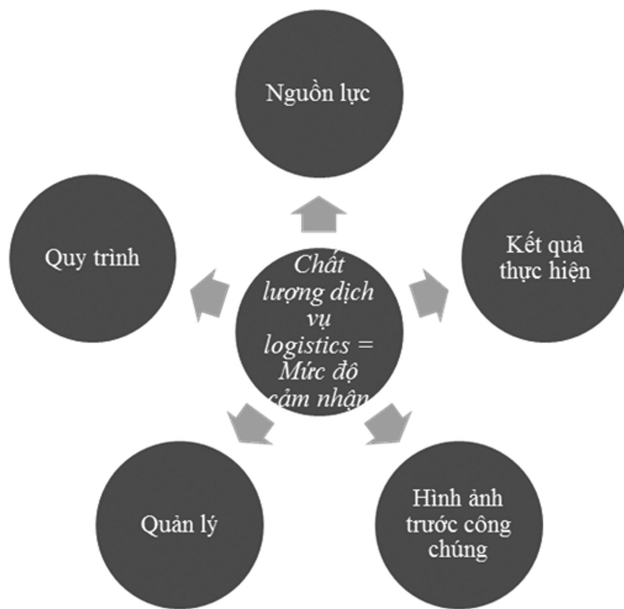 Nguồn lực
Quy trình
Kết quả
thực hiện
Chất
lượng dịch
vụ
logistics =
Mức độ
cảm nhận
Quản lý
Hình ảnh
trước công
chúng